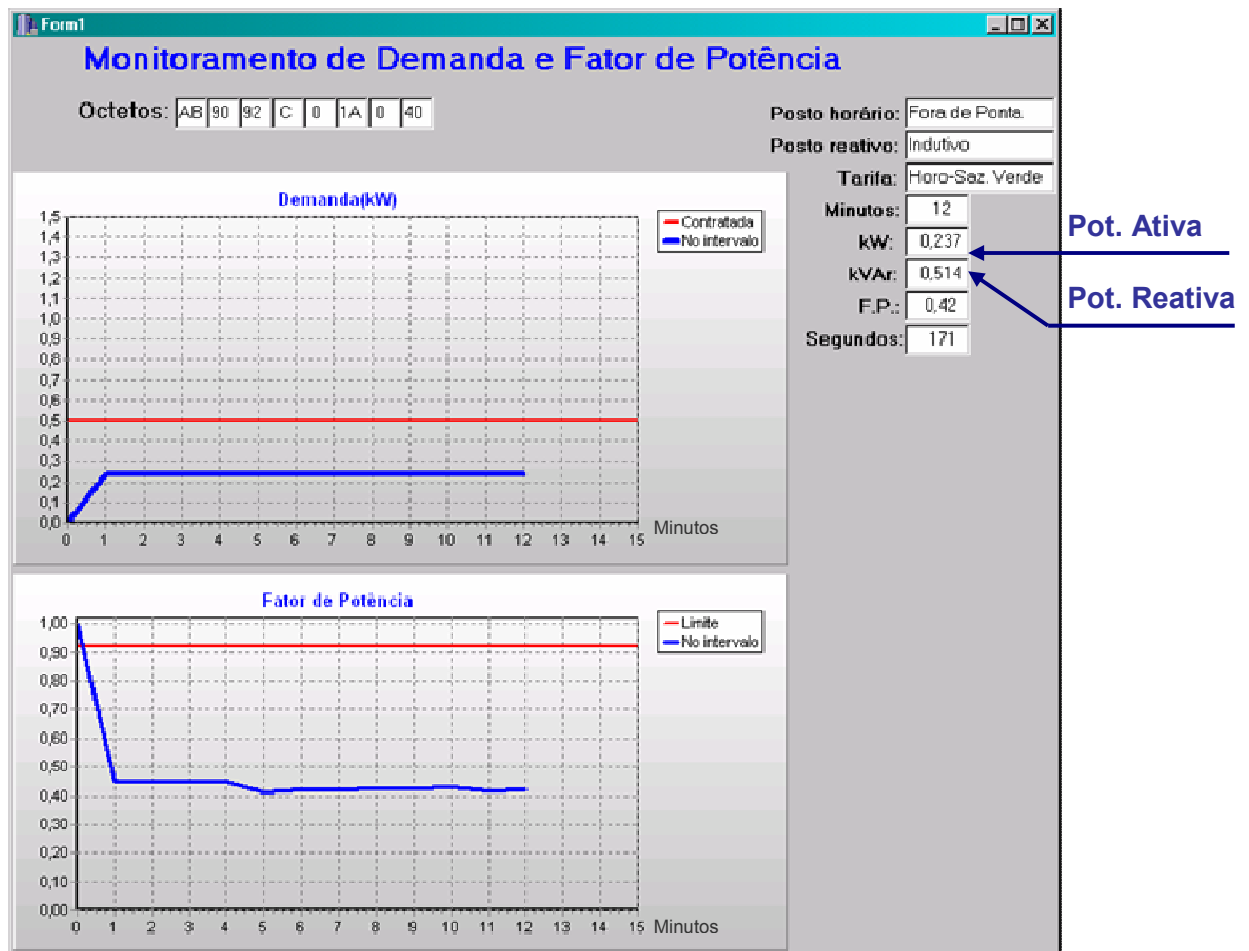 Form1
Monitoramento de Demanda e Fator de Potência
Octetos: AB 90 92 C 0 1A 0 40
Posto horário: Fora de Ponta.
Posto reativo: Indutivo
Tarifa: Horo-Saz. Verde
Minutos: 12
kW: 0,237
kVAr: 0,514
F.P.: 0,42
Segundos: 171
Pot. Ativa
Pot. Reativa
Demanda(kW)
Contratada
No intervalo
1,5
1,4
1,3
1,2
1,1
1,0
0,9
0,8
0,7
0,6
0,5
0,4
0,3
0,2
0,1
0,0
0 1 2 3 4 5 6 7 8 9 10 11 12 13 14 15 Minutos
Fator de Potência
Limite
No intervalo
1,00
0,90
0,80
0,70
0,60
0,50
0,40
0,30
0,20
0,10
0,00
0 1 2 3 4 5 6 7 8 9 10 11 12 13 14 15 Minutos